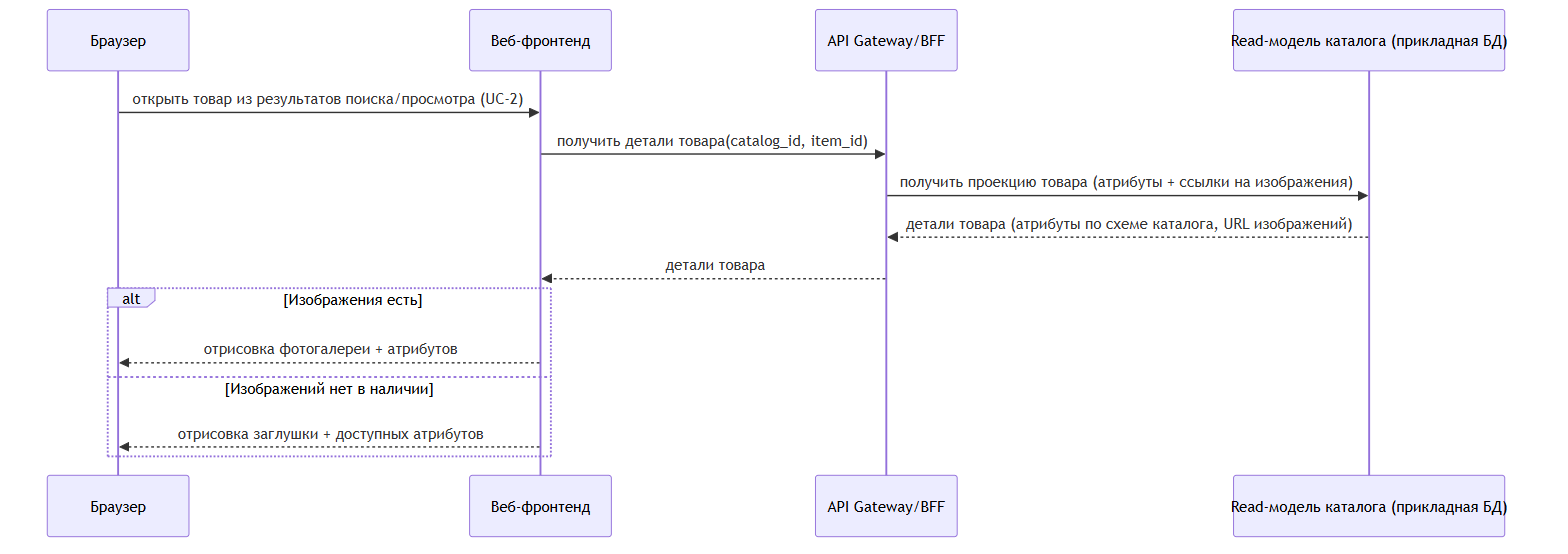 Браузер
Веб-фронтенд
API Gateway/BFF
Read-модель каталога (прикладная БД)
открыть товар из результатов поиска/просмотра (UC-2)
получить детали товара(catalog_id, item_id)
получить проекцию товара (атрибуты + ссылки на изображения)
детали товара (атрибуты по схеме каталога, URL изображений)
детали товара
alt
[Изображения есть]
отрисовка фотогалереи + атрибутов
[Изображений нет в наличии]
отрисовка заглушки + доступных атрибутов
Браузер
Веб-фронтенд
API Gateway/BFF
Read-модель каталога (прикладная БД)